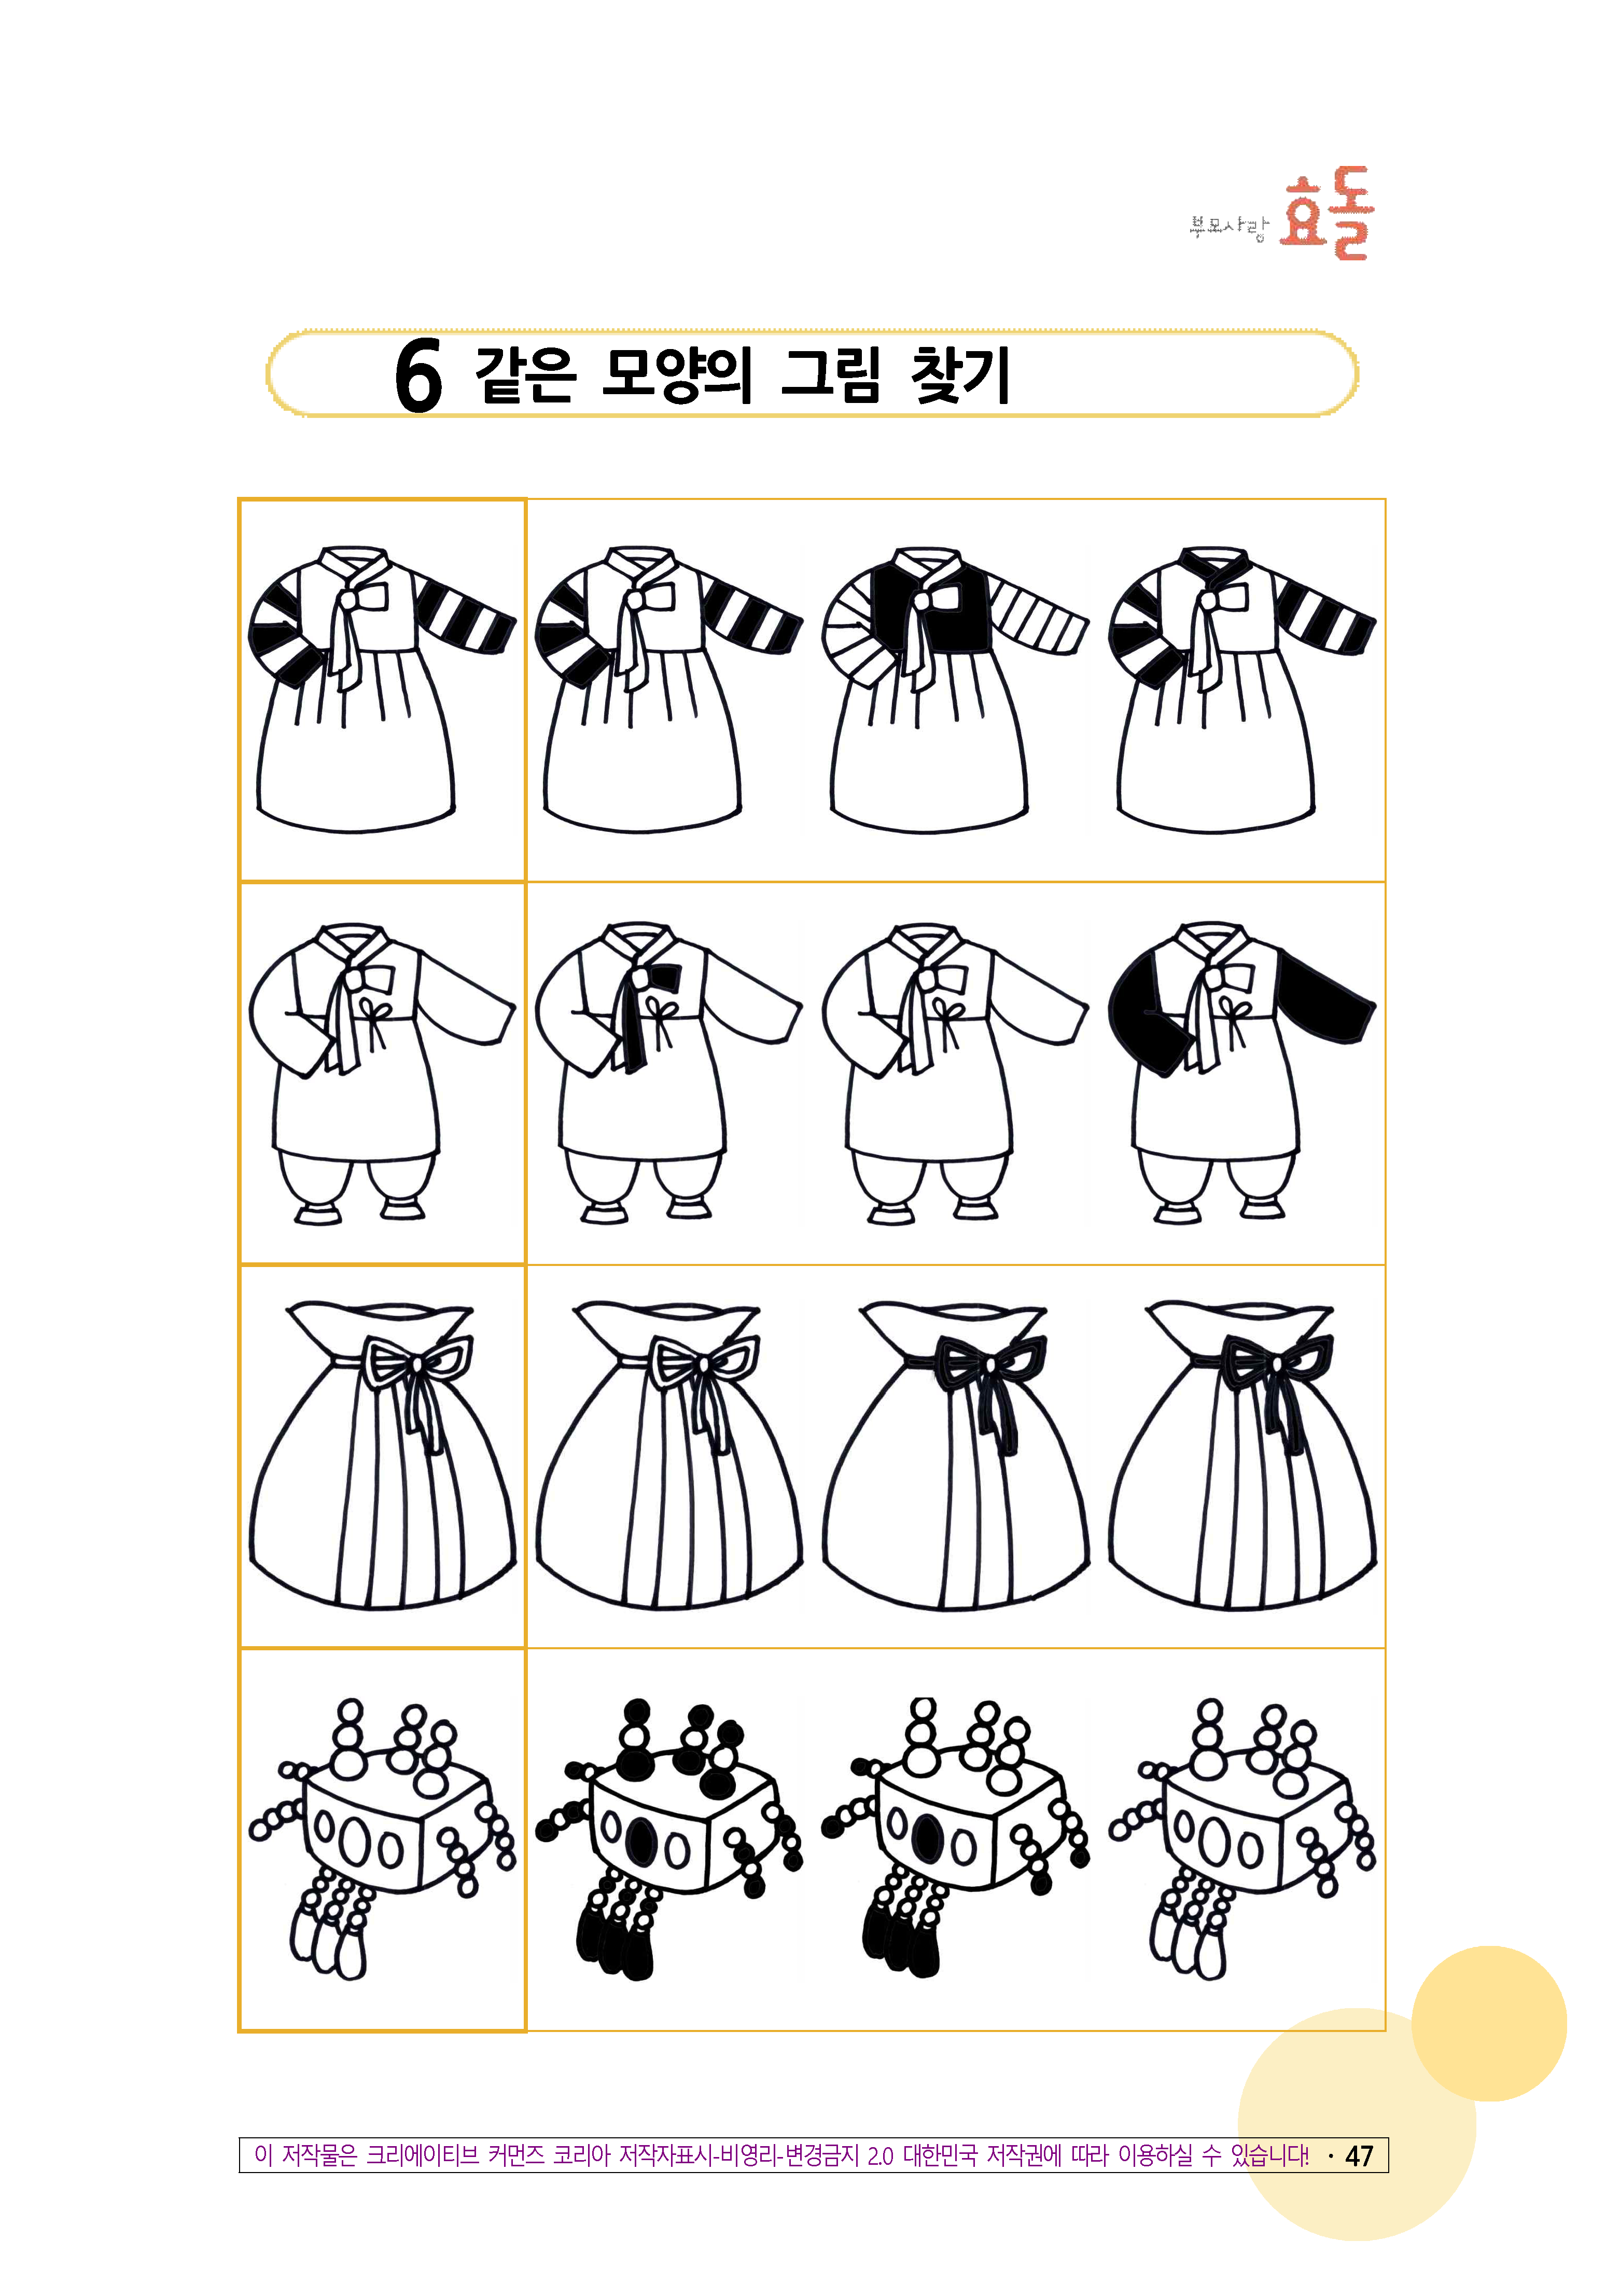 부모사랑 효돌
6 같은 모양의 그림 찾기
이 저작물은 크리에이티브 커먼즈 코리아 저작자표시-비영리-변경금지 2.0 대한민국 저작권에 따라 이용하실 수 있습니다! · 47